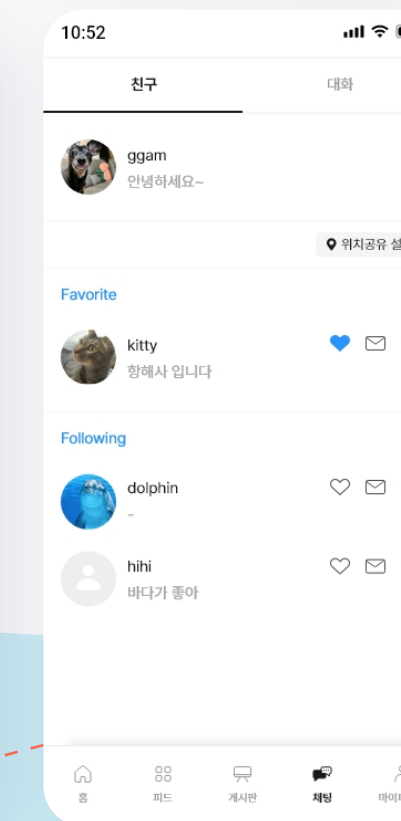 10:52
친구
대화
ggam
안녕하세요~
위치공유 설
Favorite
kitty
항해사 입니다
Following
dolphin
-
hihi
바다가 좋아
홈
피드
게시판
채팅
마이